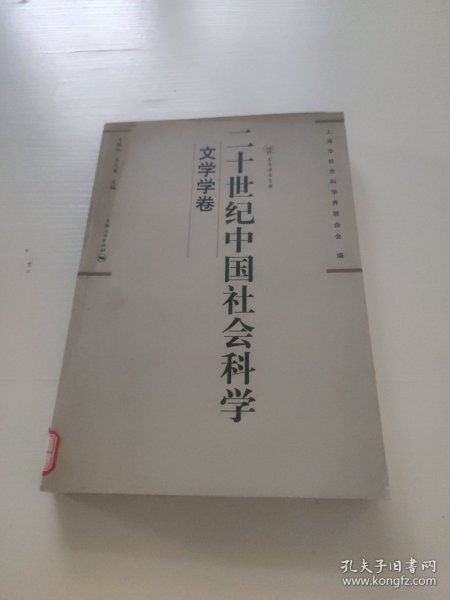 上海市社会科学界联合会 编
二十世纪中国社会科学
文学学卷
孔夫子旧书网
www.kongfz.com